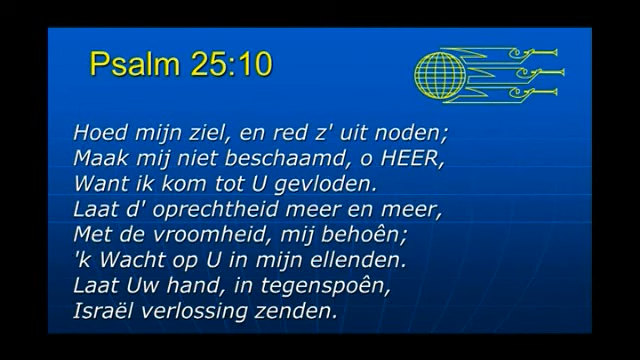 Psalm 25:10
Hoed mijn ziel, en red z' uit noden;
Maak mij niet beschaamd, o HEER,
Want ik kom tot U gevloden.
Laat d' oprechtheid meer en meer,
Met de vroomheid, mij behoên;
'k Wacht op U in mijn ellenden.
Laat Uw hand, in tegenspoên,
Israël verlossing zenden.